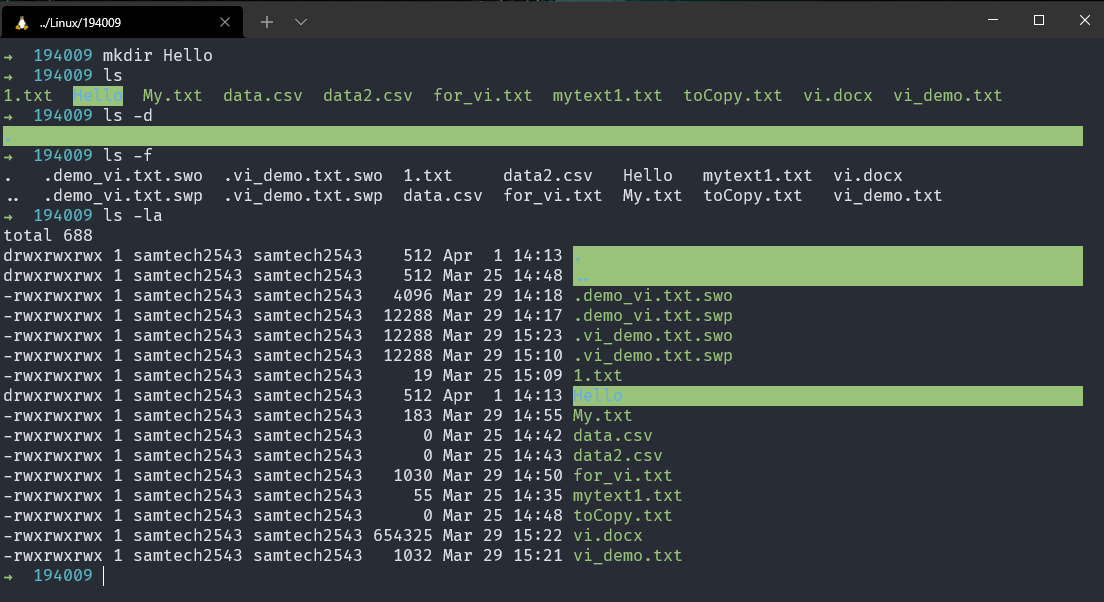 ../Linux/194009
→ 194009 mkdir Hello
→ 194009 ls
1.txt  Hello  My.txt  data.csv  data2.csv  for_vi.txt  mytext1.txt  toCopy.txt  vi.docx  vi_demo.txt
→ 194009 ls -d
.
→ 194009 ls -f
.   .demo_vi.txt.swo  .vi_demo.txt.swo  1.txt     data2.csv   Hello   mytext1.txt  vi.docx
..  .demo_vi.txt.swp  .vi_demo.txt.swp  data.csv  for_vi.txt  My.txt  toCopy.txt   vi_demo.txt
→ 194009 ls -la
total 688
drwxrwxrwx 1 samtech2543 samtech2543    512 Apr  1 14:13 .
drwxrwxrwx 1 samtech2543 samtech2543    512 Mar 25 14:48 ..
-rwxrwxrwx 1 samtech2543 samtech2543   4096 Mar 29 14:18 .demo_vi.txt.swo
-rwxrwxrwx 1 samtech2543 samtech2543  12288 Mar 29 14:17 .demo_vi.txt.swp
-rwxrwxrwx 1 samtech2543 samtech2543  12288 Mar 29 15:23 .vi_demo.txt.swo
-rwxrwxrwx 1 samtech2543 samtech2543  12288 Mar 29 15:10 .vi_demo.txt.swp
-rwxrwxrwx 1 samtech2543 samtech2543     19 Mar 25 15:09 1.txt
drwxrwxrwx 1 samtech2543 samtech2543    512 Apr  1 14:13 Hello
-rwxrwxrwx 1 samtech2543 samtech2543    183 Mar 29 14:55 My.txt
-rwxrwxrwx 1 samtech2543 samtech2543      0 Mar 25 14:42 data.csv
-rwxrwxrwx 1 samtech2543 samtech2543      0 Mar 25 14:43 data2.csv
-rwxrwxrwx 1 samtech2543 samtech2543   1030 Mar 29 14:50 for_vi.txt
-rwxrwxrwx 1 samtech2543 samtech2543     55 Mar 25 14:35 mytext1.txt
-rwxrwxrwx 1 samtech2543 samtech2543      0 Mar 25 14:48 toCopy.txt
-rwxrwxrwx 1 samtech2543 samtech2543 654325 Mar 29 15:22 vi.docx
-rwxrwxrwx 1 samtech2543 samtech2543   1032 Mar 29 15:21 vi_demo.txt
→ 194009